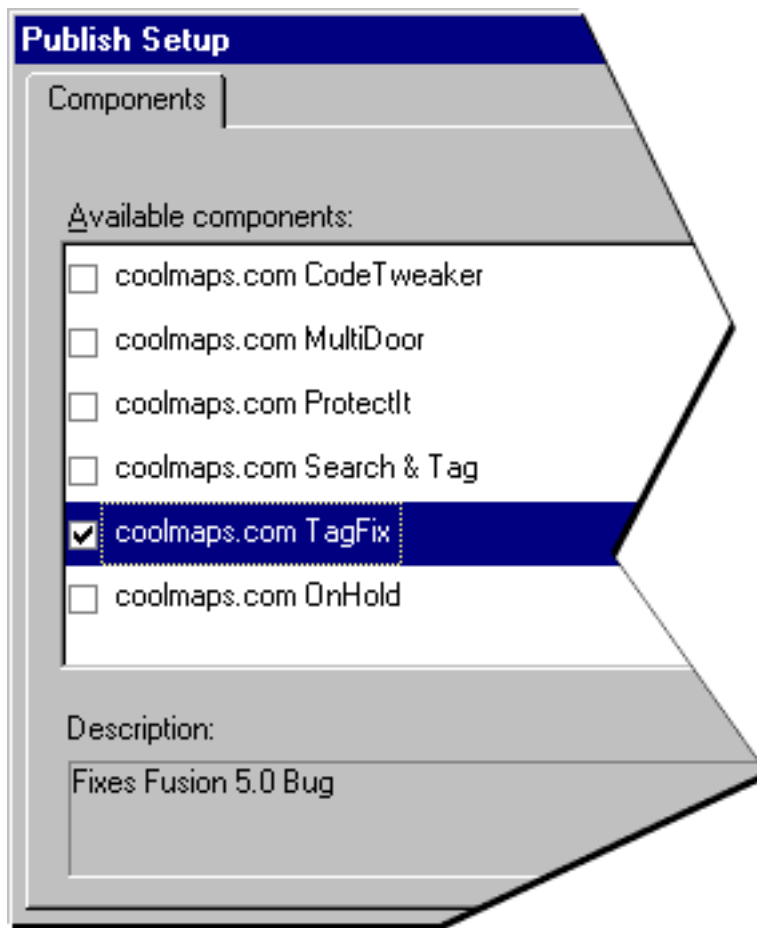 Publish Setup
Components
Available components:
coolmaps.com CodeTweaker
coolmaps.com MultiDoor
coolmaps.com ProtectIt
coolmaps.com Search & Tag
coolmaps.com TagFix
coolmaps.com OnHold
Description:
Fixes Fusion 5.0 Bug